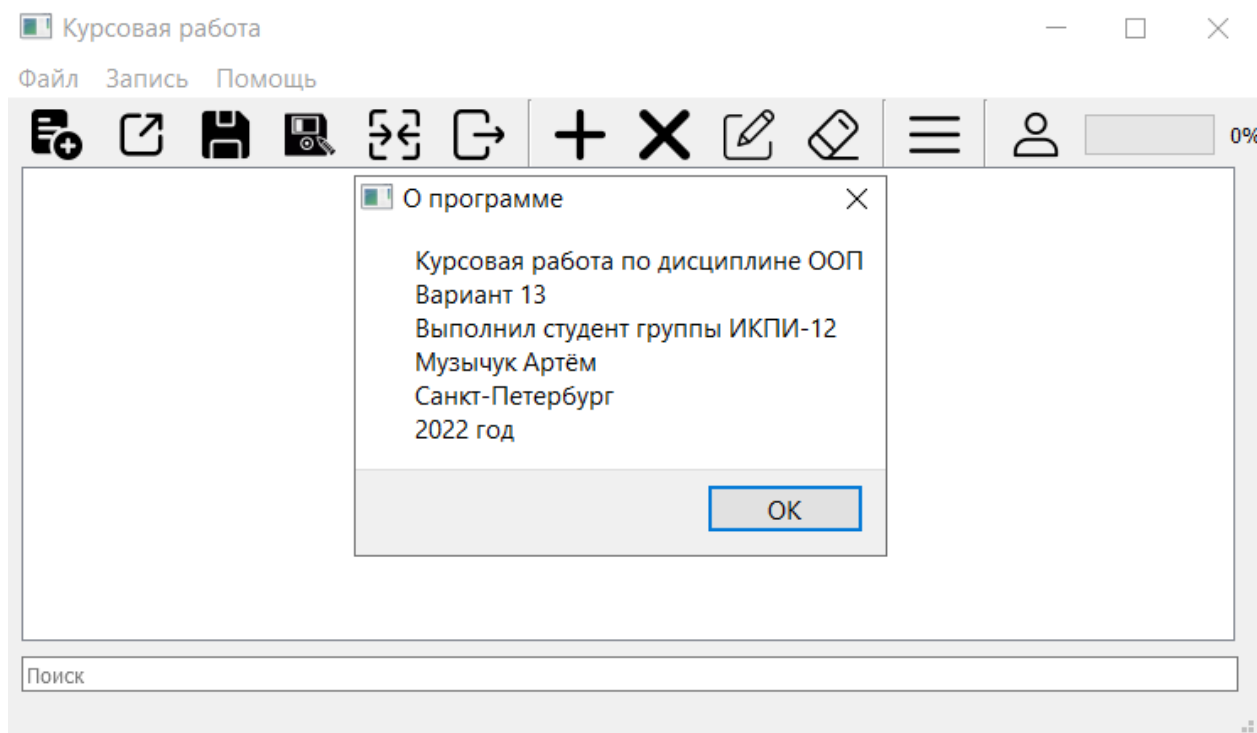 Курсовая работа
Файл Запись Помощь
0%
О программе
Курсовая работа по дисциплине ООП
Вариант 13
Выполнил студент группы ИКПИ-12
Музычук Артём
Санкт-Петербург
2022 год
OK
Поиск